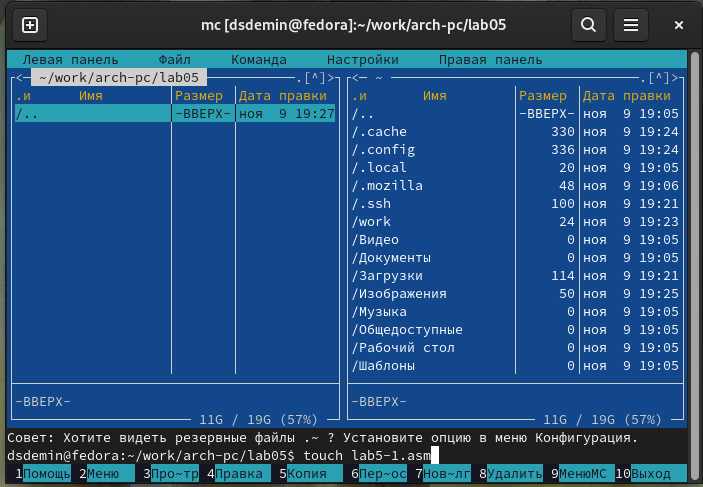 mc [dsdemin@fedora]:~/work/arch-pc/lab05
Левая панель Файл Команда Настройки Правая панель
<— ~/work/arch-pc/lab05 .[^]>
.и Имя Размер Дата правки
/.. -ВВЕРХ- ноя 9 19:27
-ВВЕРХ-
11G / 19G (57%)
<— ~ .[^]>
.и Имя Размер Дата правки
/.. -ВВЕРХ- ноя 9 19:05
/.cache 330 ноя 9 19:24
/.config 336 ноя 9 19:24
/.local 20 ноя 9 19:05
/.mozilla 48 ноя 9 19:06
/.ssh 100 ноя 9 19:21
/work 24 ноя 9 19:23
/Видео 0 ноя 9 19:05
/Документы 0 ноя 9 19:05
/Загрузки 114 ноя 9 19:21
/Изображения 50 ноя 9 19:25
/Музыка 0 ноя 9 19:05
/Общедоступные 0 ноя 9 19:05
/Рабочий стол 0 ноя 9 19:05
/Шаблоны 0 ноя 9 19:05
-ВВЕРХ-
11G / 19G (57%)
Совет: Хотите видеть резервные файлы .~ ? Установите опцию в меню Конфигурация.
dsdemin@fedora:~/work/arch-pc/lab05$ touch lab5-1.asm
1Помощь 2Меню 3Про~тр 4Правка 5Копия 6Пер~ос 7Нов~лг 8Удалить 9МенюMC 10Выход